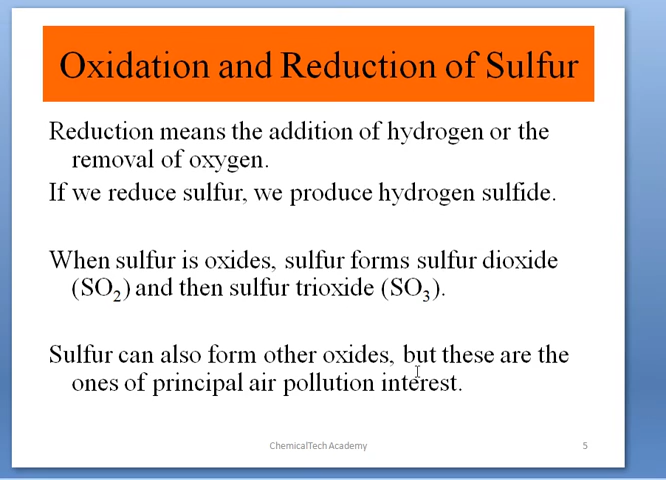 Oxidation and Reduction of Sulfur
Reduction means the addition of hydrogen or the
removal of oxygen.
If we reduce sulfur, we produce hydrogen sulfide.
When sulfur is oxides, sulfur forms sulfur dioxide
(SO₂) and then sulfur trioxide (SO₃).
Sulfur can also form other oxides, but these are the
ones of principal air pollution interest.
ChemicalTech Academy
5